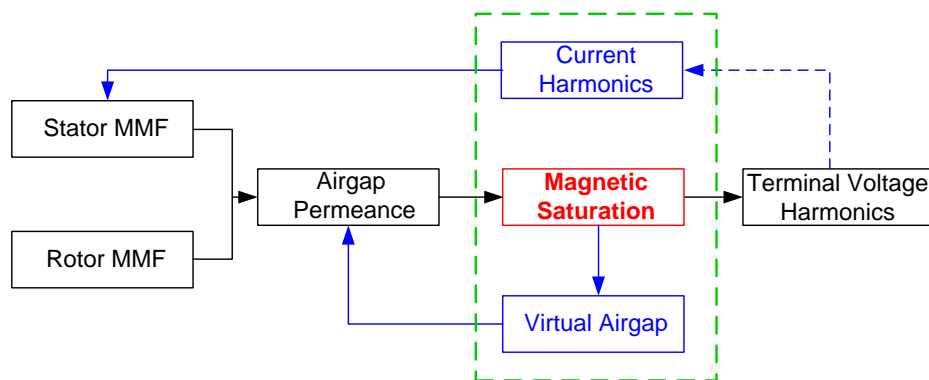 Current
Harmonics
Stator MMF
Airgap
Permeance
Magnetic
Saturation
Terminal Voltage
Harmonics
Rotor MMF
Virtual Airgap